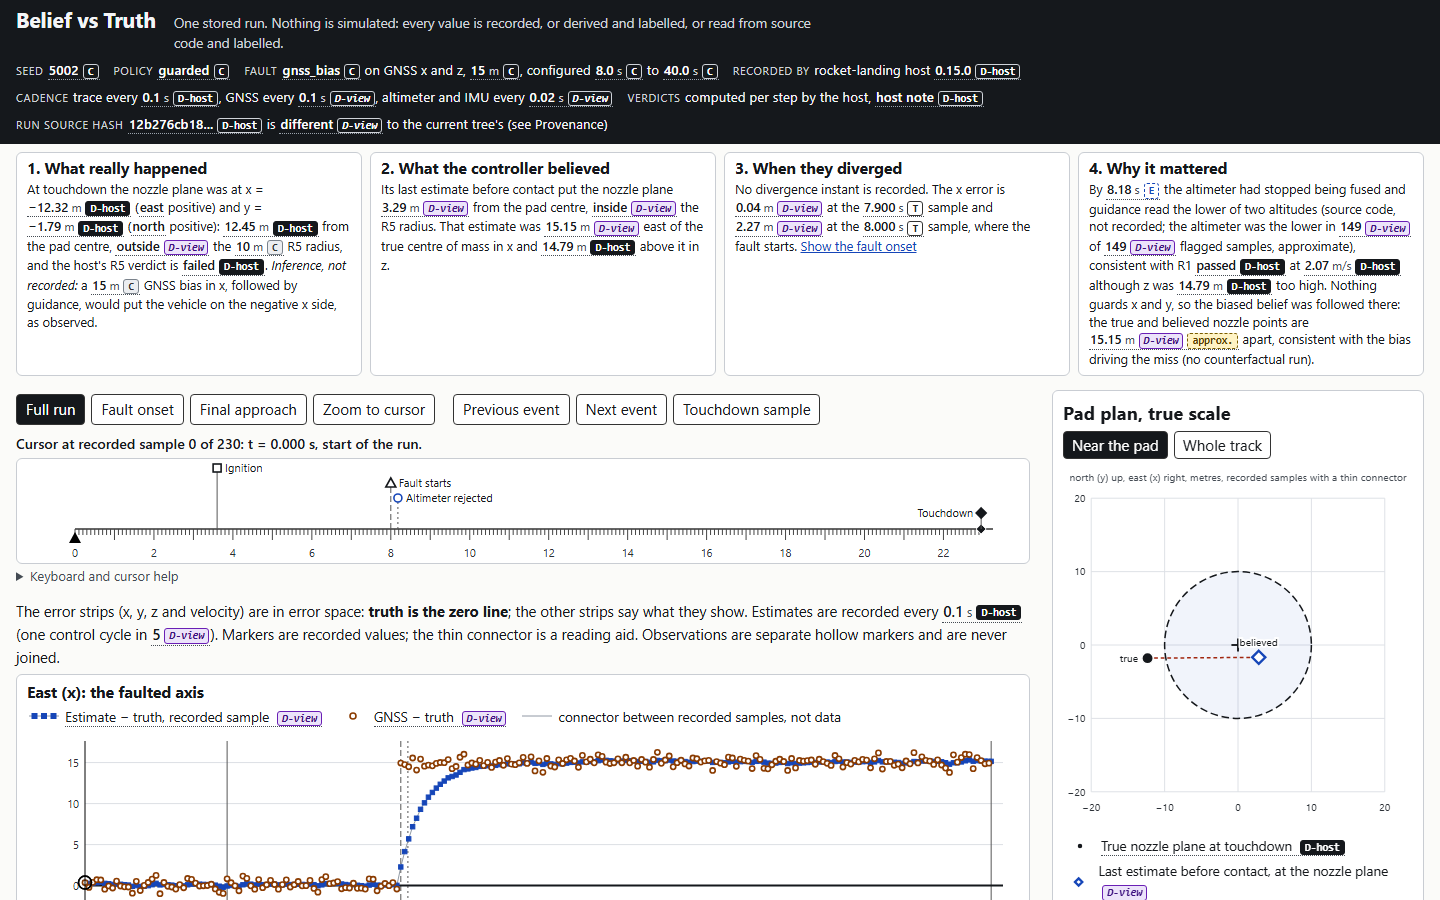 Belief vs Truth One stored run. Nothing is simulated: every value is recorded, or derived and labelled, or read from source
code and labelled.
SEED 5002 C POLICY guarded C FAULT gnss_bias C on GNSS x and z, 15 m C, configured 8.0 s C to 40.0 s C RECORDED BY rocket-landing host 0.15.0 D-host
CADENCE trace every 0.1 s D-host, GNSS every 0.1 s D-view, altimeter and IMU every 0.02 s D-view VERDICTS computed per step by the host, host note D-host
RUN SOURCE HASH 12b276cb18... D-host is different D-view to the current tree's (see Provenance)
1. What really happened
At touchdown the nozzle plane was at x =
−12.32 m D-host (east positive) and y =
−1.79 m D-host (north positive): 12.45 m D-host from
the pad centre, outside D-view the 10 m C R5 radius,
and the host's R5 verdict is failed D-host. Inference, not
recorded: a 15 m C GNSS bias in x, followed by
guidance, would put the vehicle on the negative x side,
as observed.
2. What the controller believed
Its last estimate before contact put the nozzle plane
3.29 m D-view from the pad centre, inside D-view the
R5 radius. That estimate was 15.15 m D-view east of the
true centre of mass in x and 14.79 m D-host above it in
z.
3. When they diverged
No divergence instant is recorded. The x error is
0.04 m D-view at the 7.900 s T sample and
2.27 m D-view at the 8.000 s T sample, where the
fault starts. Show the fault onset
4. Why it mattered
By 8.18 s E the altimeter had stopped being fused and
guidance read the lower of two altitudes (source code,
not recorded; the altimeter was the lower in 149 D-view
of 149 D-view flagged samples, approximate),
consistent with R1 passed D-host at 2.07 m/s D-host
although z was 14.79 m D-host too high. Nothing
guards x and y, so the biased belief was followed there:
the true and believed nozzle points are
15.15 m D-view approx. apart, consistent with the bias
driving the miss (no counterfactual run).
Full run Fault onset Final approach Zoom to cursor Previous event Next event Touchdown sample
Cursor at recorded sample 0 of 230: t = 0.000 s, start of the run.
Ignition
Fault starts
Altimeter rejected
Touchdown
0 2 4 6 8 10 12 14 16 18 20 22
Keyboard and cursor help
The error strips (x, y, z and velocity) are in error space: truth is the zero line; the other strips say what they show. Estimates are recorded every 0.1 s D-host
(one control cycle in 5 D-view). Markers are recorded values; the thin connector is a reading aid. Observations are separate hollow markers and are never
joined.
East (x): the faulted axis
Estimate − truth, recorded sample D-view GNSS − truth D-view connector between recorded samples, not data
15
10
5
0
Pad plan, true scale
Near the pad Whole track
north (y) up, east (x) right, metres, recorded samples with a thin connector
20
10
0
−10
−20
believed
true
−20 −10 0 10 20
True nozzle plane at touchdown D-host
Last estimate before contact, at the nozzle plane
D-view